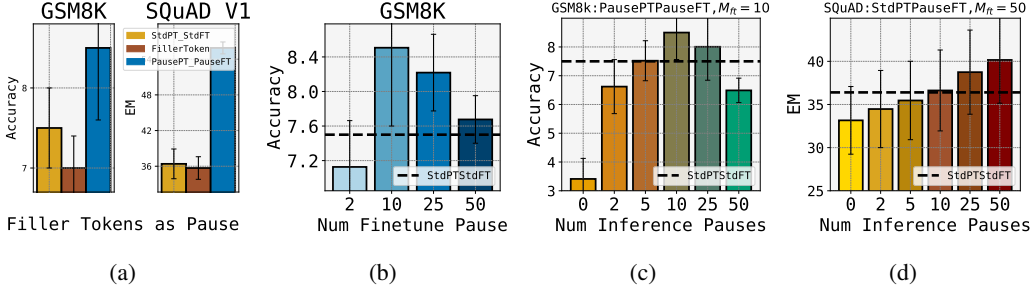 GSM8K
SQuAD V1
StdPT_StdFT
FillerToken
PausePT_PauseFT
Accuracy
8
7
EM
48
42
36
Filler Tokens as Pause
(a)
GSM8K
Accuracy
8.4
8.0
7.6
7.2
StdPTStdFT
2 10 25 50
Num Finetune Pause
(b)
GSM8k:PausePTPauseFT, M_ft = 10
Accuracy
9
8
7
6
5
4
3
StdPTStdFT
0 2 5 10 25 50
Num Inference Pauses
(c)
SQuAD:StdPTPauseFT, M_ft = 50
EM
45
40
35
30
25
StdPTStdFT
0 2 5 10 25 50
Num Inference Pauses
(d)